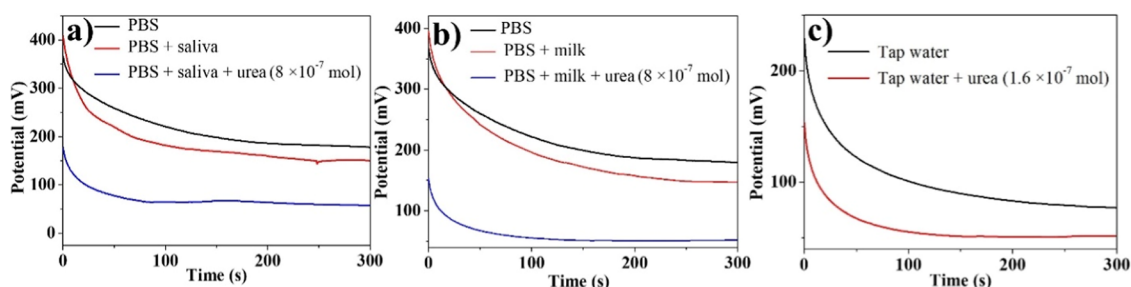 a)
PBS
PBS + saliva
PBS + saliva + urea (8 ×10⁻⁷ mol)
Potential (mV)
400
300
200
100
0
0 100 200 300
Time (s)
b)
PBS
PBS + milk
PBS + milk + urea (8 ×10⁻⁷ mol)
Potential (mV)
400
300
200
100
0 100 200 300
Time (s)
c)
Tap water
Tap water + urea (1.6 ×10⁻⁷ mol)
Potential (mV)
200
100
0 100 200 300
Time (s)